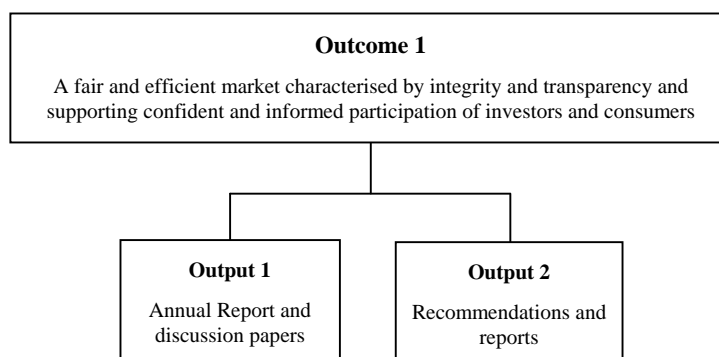 Outcome 1
A fair and efficient market characterised by integrity and transparency and
supporting confident and informed participation of investors and consumers
Output 1
Annual Report and
discussion papers
Output 2
Recommendations and
reports